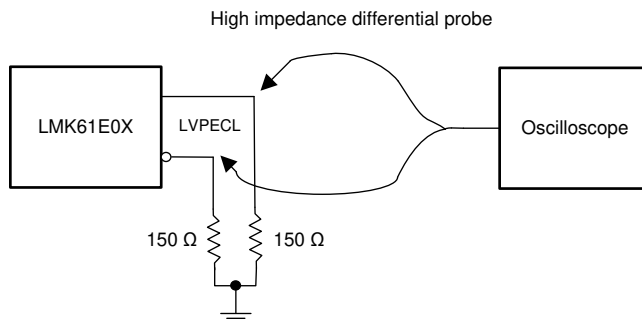 High impedance differential probe
LMK61E0X
LVPECL
Oscilloscope
150 Ω
150 Ω